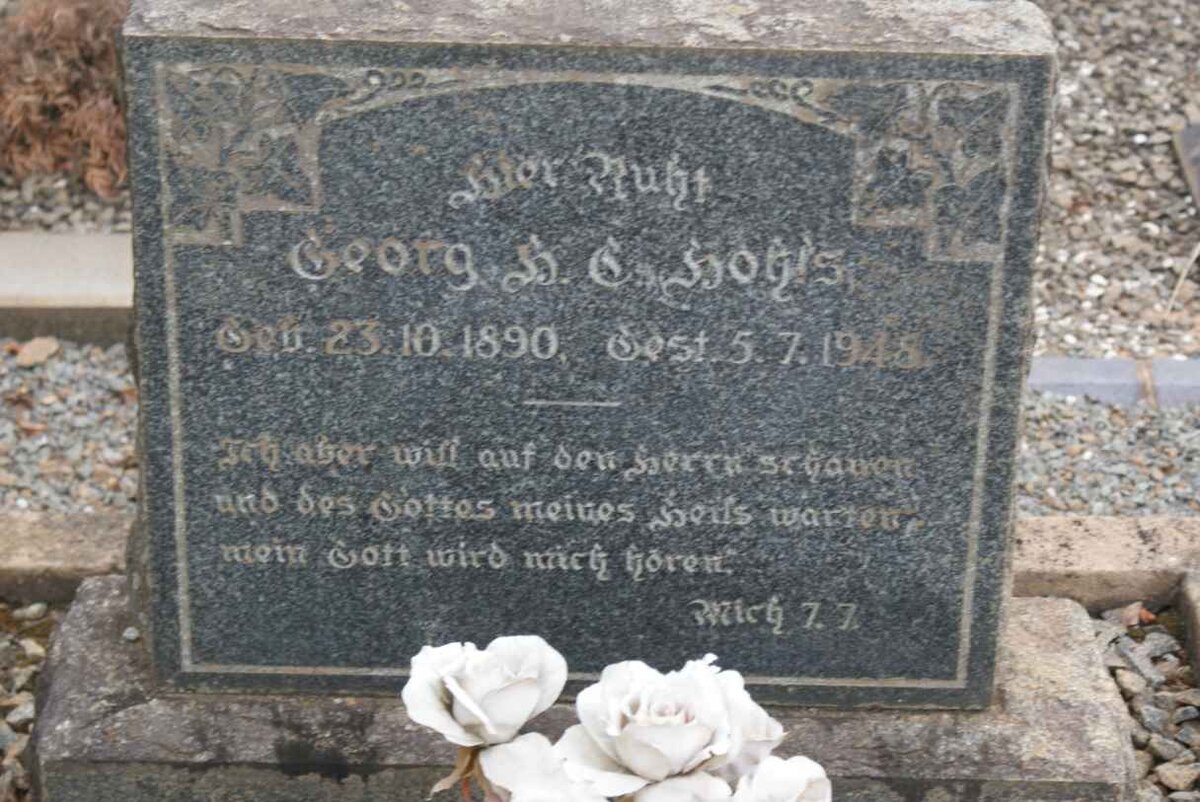 Hier Ruht
Georg H. C. Hohls,
Geb. 23.10.1890, Gest. 5.7.1948.
Ich aber will auf den Herrn schauen
und des Gottes meines Heils warten,
mein Gott wird mich hören.
Mich 7. 7.